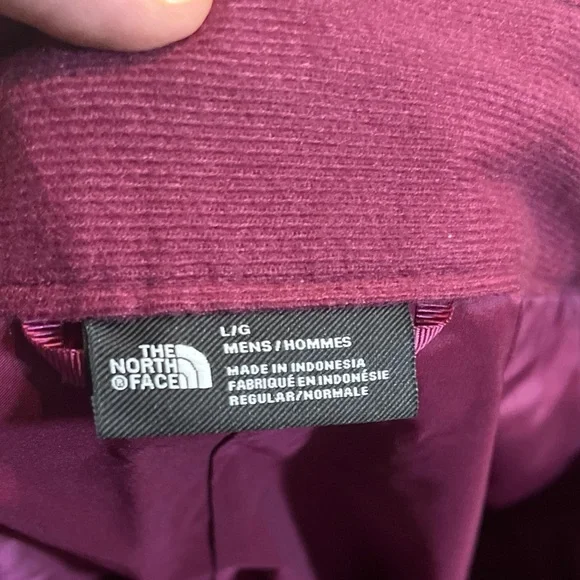 THE
NORTH
®FACE
L/G
MENS / HOMMES
MADE IN INDONESIA
FABRIQUÉ EN INDONÉSIE
REGULAR/NORMALE